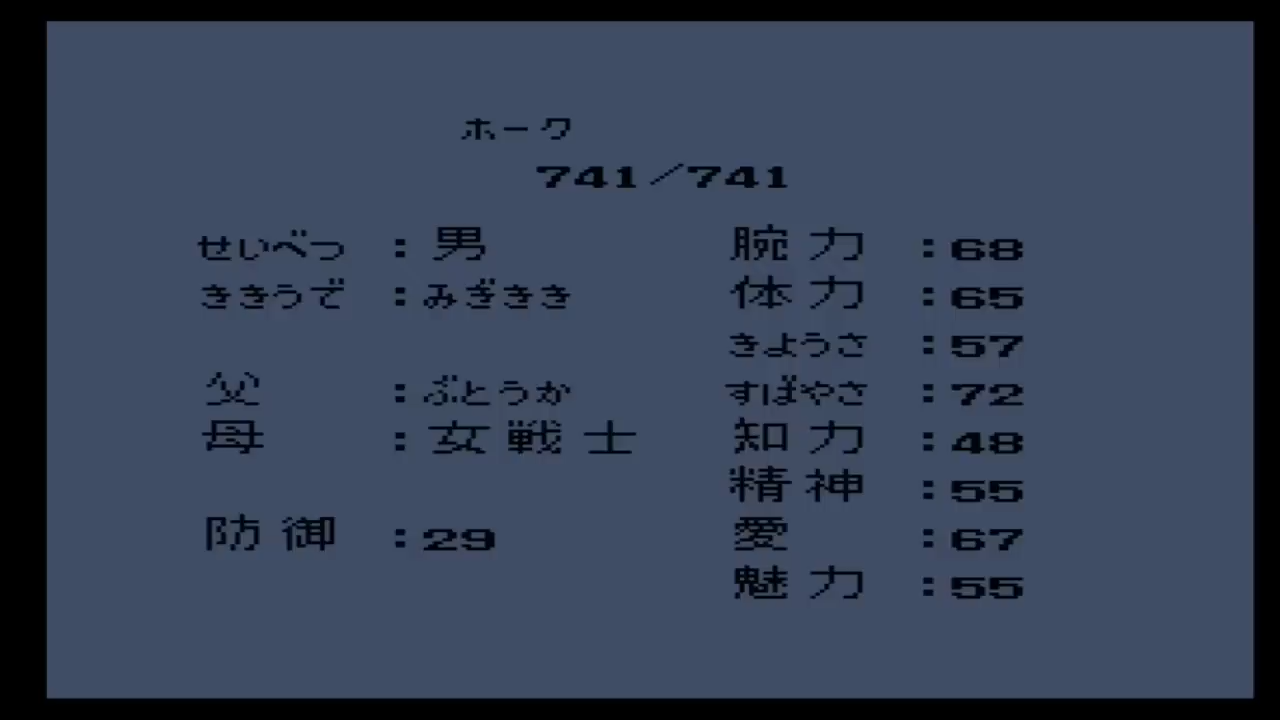 ホーク
741/741
せいべつ : 男 腕力 : 68
ききうで : みぎきき 体力 : 65
きようさ : 57
父 : ぶとうか すばやさ : 72
母 : 女戦士 知力 : 48
精神 : 55
防御 : 29 愛 : 67
魅力 : 55